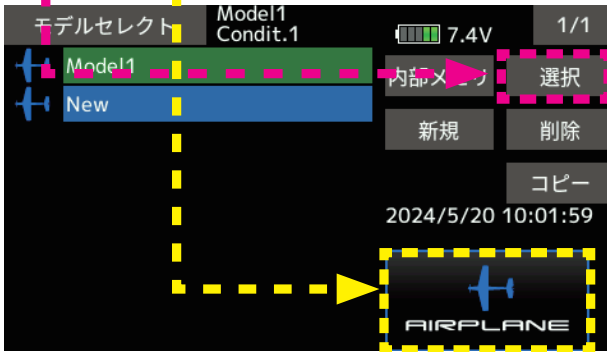 モデルセレクト
Model1
Condit.1
7.4V
1/1
Model1
内部メモリ
選択
New
新規
削除
コピー
2024/5/20 10:01:59
AIRPLANE